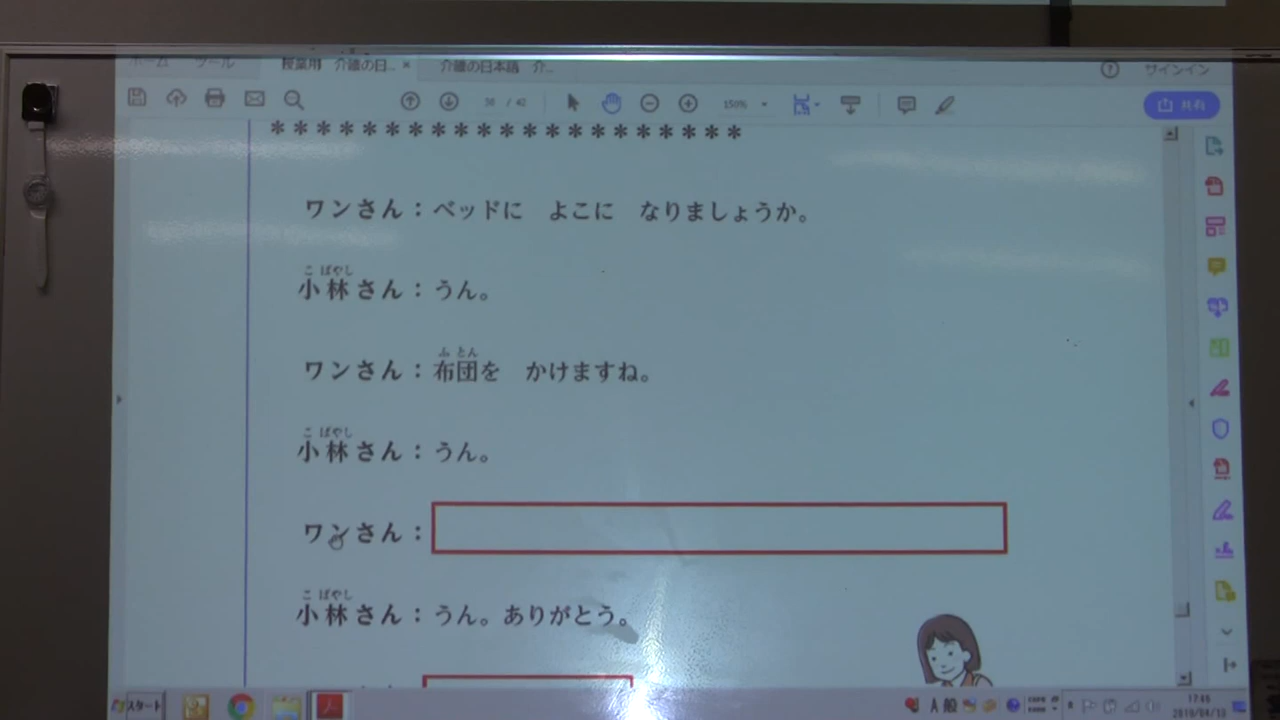 ホーム ツール 授業用 介護の日... × 介護の日本語 介...
サインイン
30 / 42 150% 共有
*********************
ワンさん：ベッドに よこに なりましょうか。
こ ばやし
小林さん：うん。
ふ とん
ワンさん：布団を かけますね。
こ ばやし
小林さん：うん。
ワンさん：
こ ばやし
小林さん：うん。ありがとう。
スタート
A 般